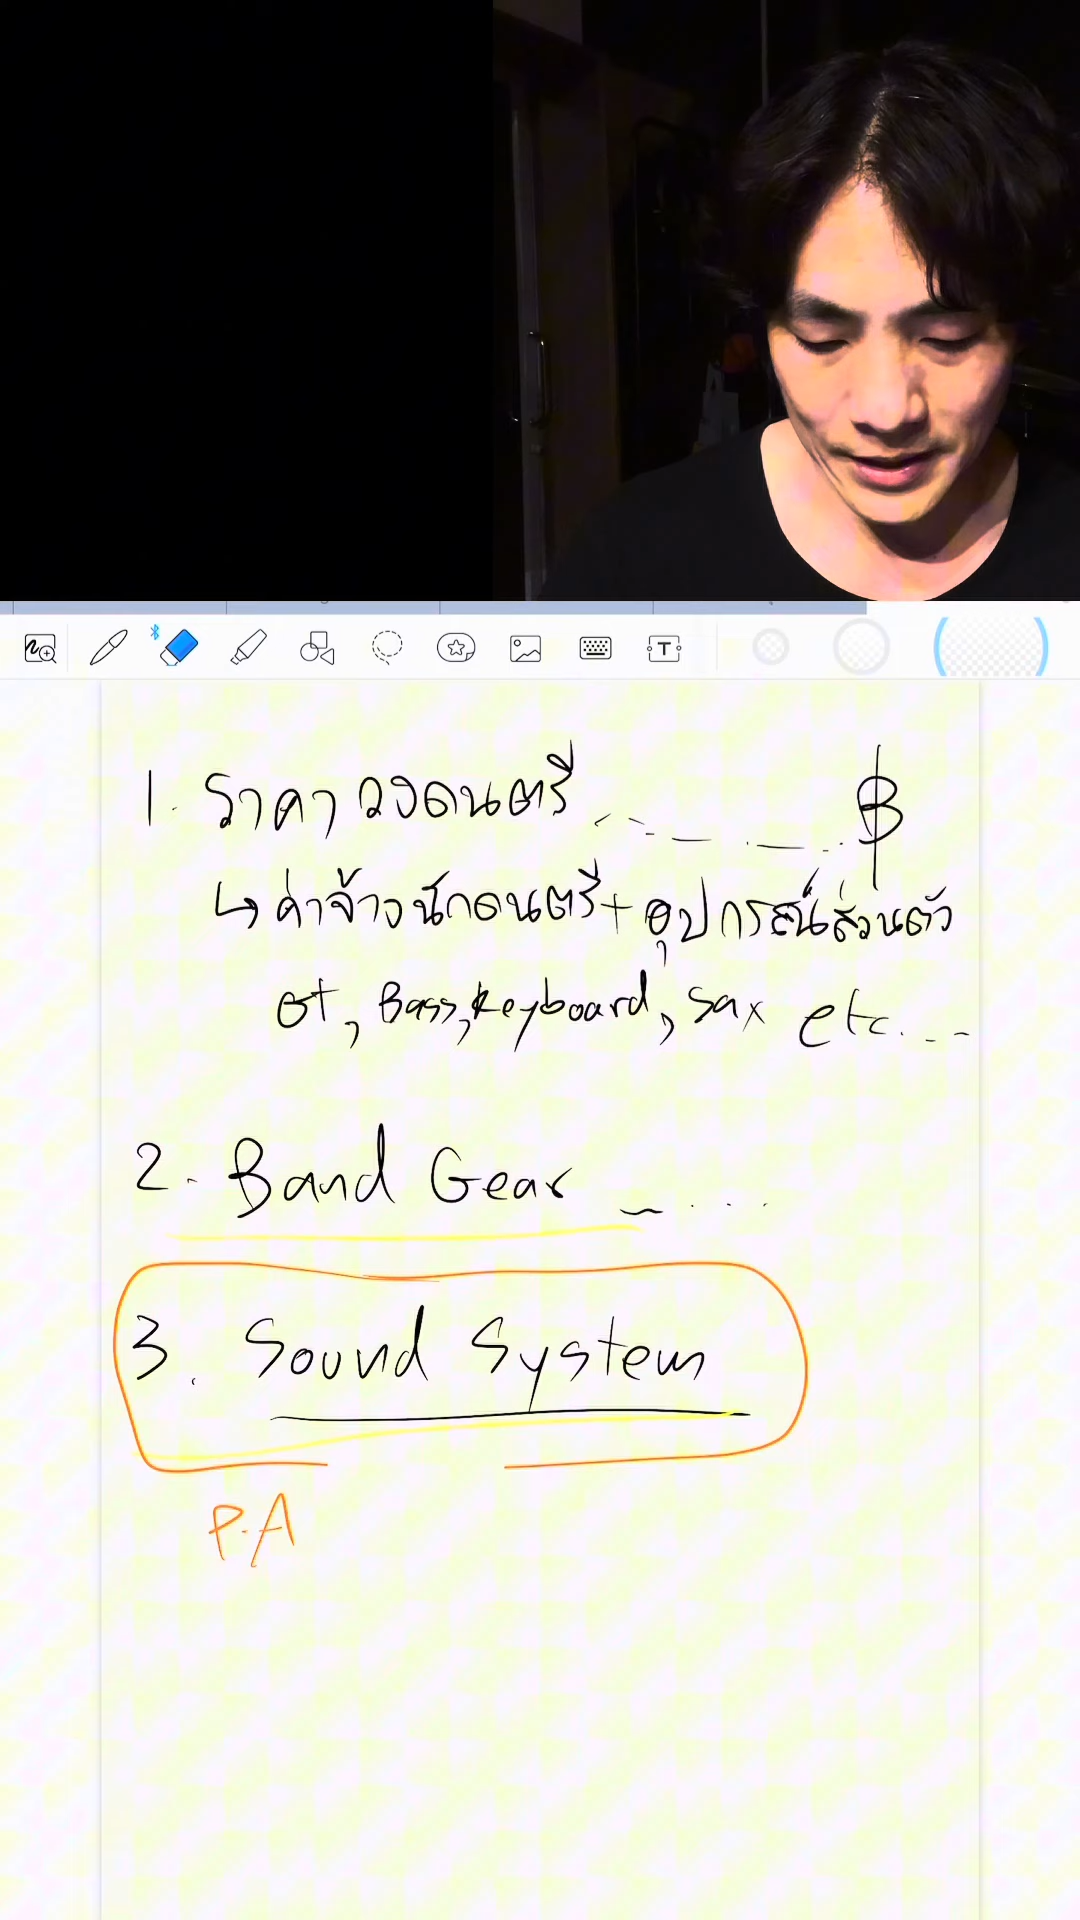 1. ราคาวงดนตรี ........ ฿
↳ ค่าจ้างนักดนตรี + อุปกรณ์ส่วนตัว
Gt, Bass, Keyboard, Sax etc...
2. Band Gear ....
3. Sound System
P.A